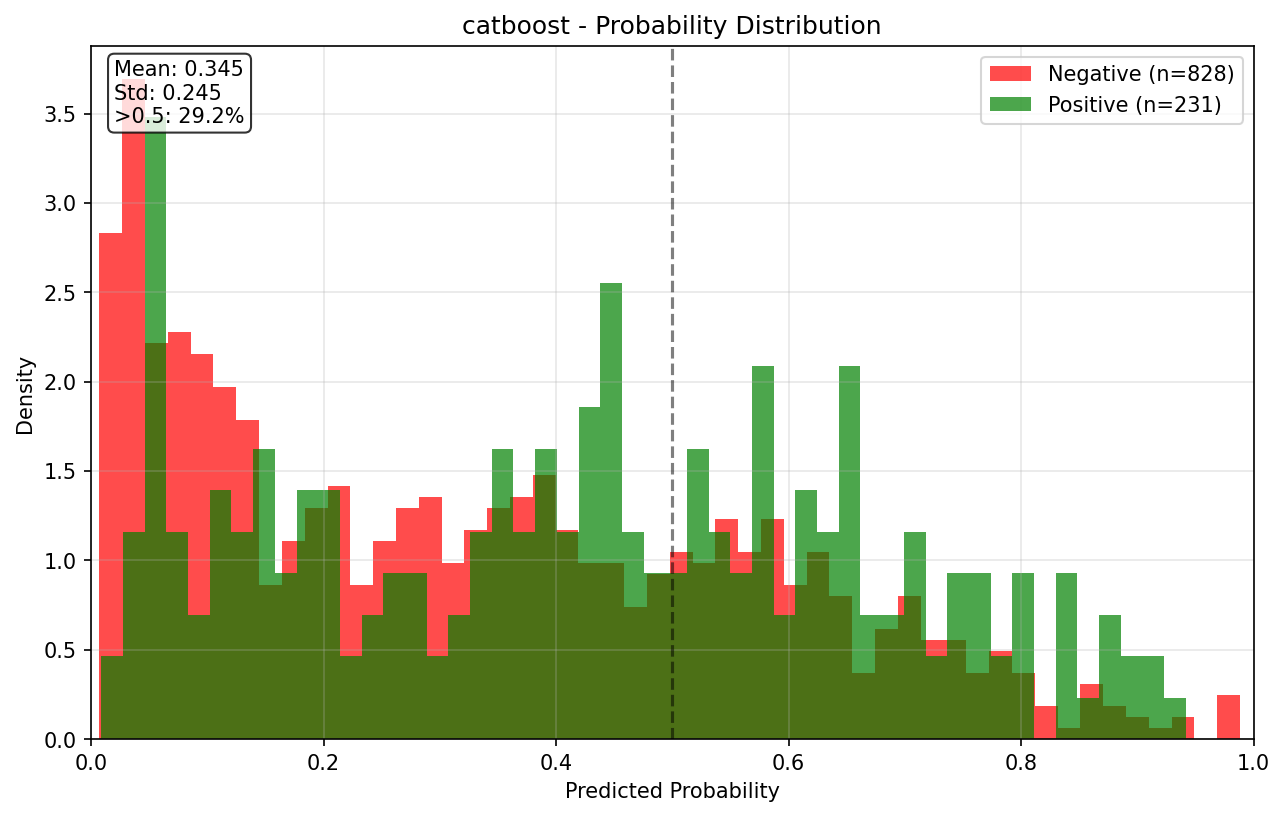 catboost - Probability Distribution
Mean: 0.345
Std: 0.245
>0.5: 29.2%
Negative (n=828)
Positive (n=231)
Density
3.5
3.0
2.5
2.0
1.5
1.0
0.5
0.0
0.0 0.2 0.4 0.6 0.8 1.0
Predicted Probability